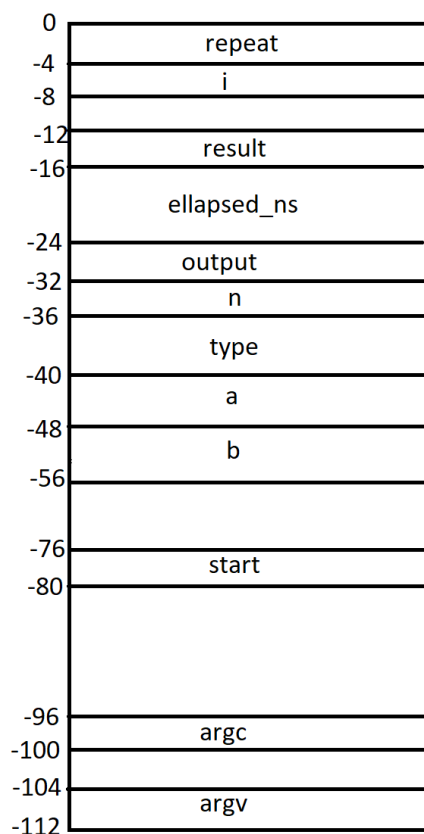 0
repeat
-4
i
-8
-12
result
-16
ellapsed_ns
-24
output
-32
n
-36
type
-40
a
-48
b
-56
-76
start
-80
-96
argc
-100
-104
argv
-112